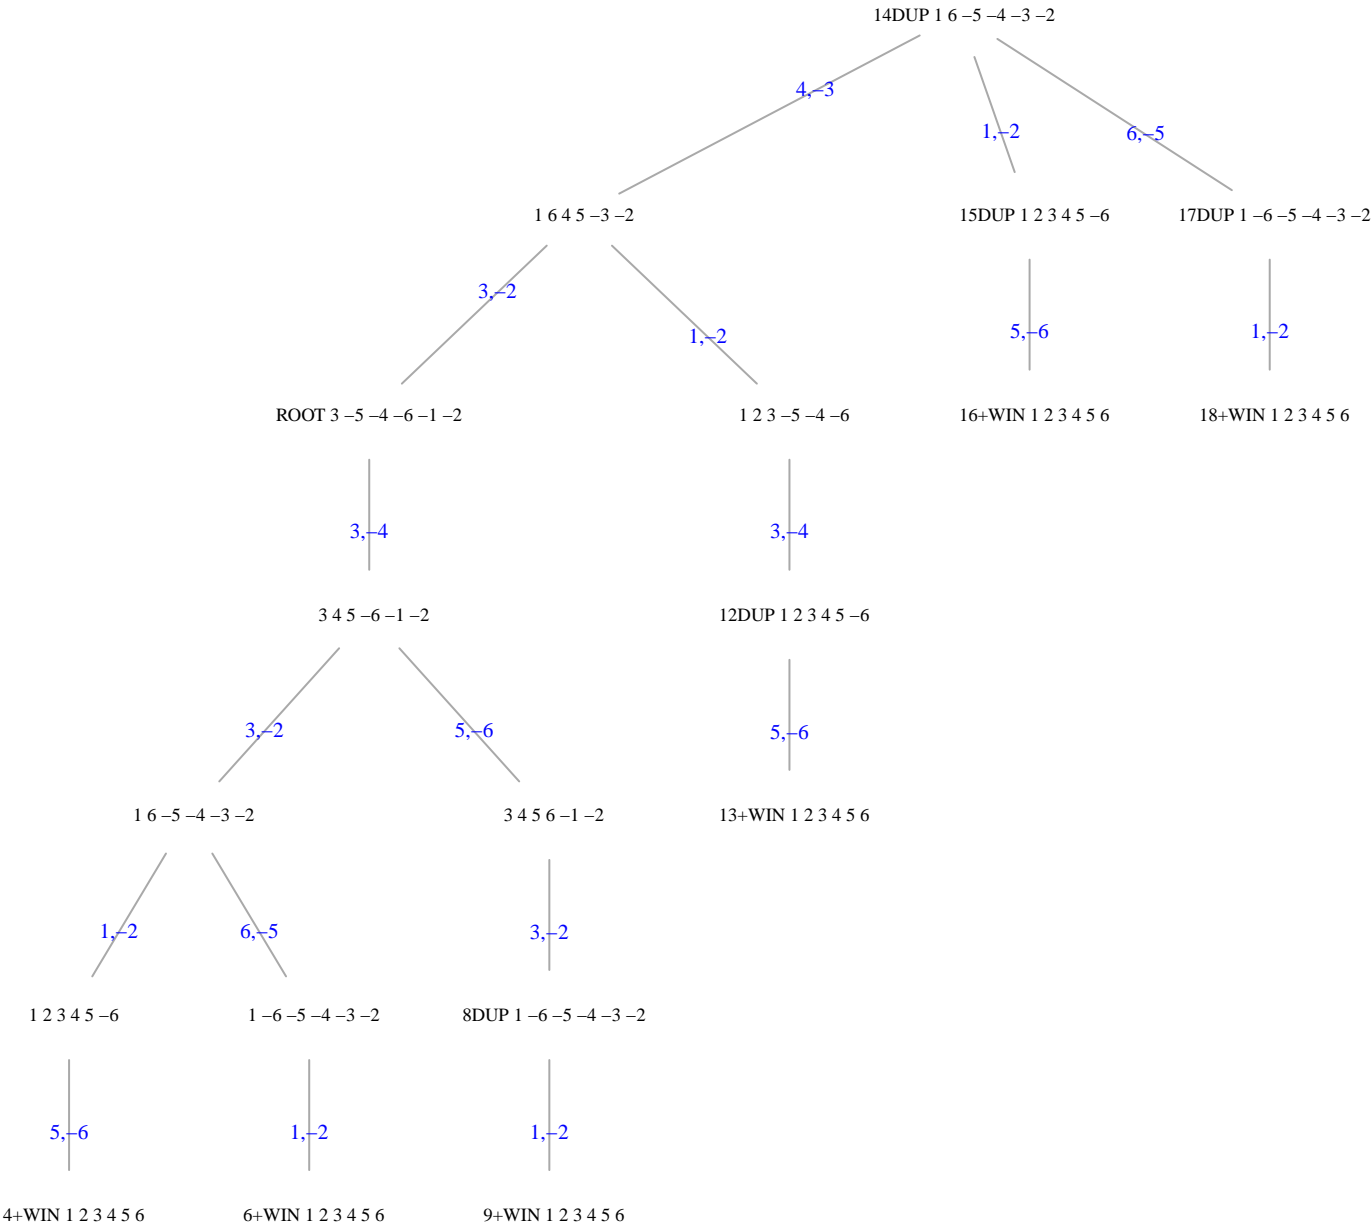 14DUP 1 6 –5 –4 –3 –2
4,–3
1,–2
6,–5
1 6 4 5 –3 –2
15DUP 1 2 3 4 5 –6
17DUP 1 –6 –5 –4 –3 –2
3,–2
1,–2
5,–6
1,–2
ROOT 3 –5 –4 –6 –1 –2
1 2 3 –5 –4 –6
16+WIN 1 2 3 4 5 6
18+WIN 1 2 3 4 5 6
3,–4
3,–4
3 4 5 –6 –1 –2
12DUP 1 2 3 4 5 –6
3,–2
5,–6
5,–6
1 6 –5 –4 –3 –2
3 4 5 6 –1 –2
13+WIN 1 2 3 4 5 6
1,–2
6,–5
3,–2
1 2 3 4 5 –6
1 –6 –5 –4 –3 –2
8DUP 1 –6 –5 –4 –3 –2
5,–6
1,–2
1,–2
4+WIN 1 2 3 4 5 6
6+WIN 1 2 3 4 5 6
9+WIN 1 2 3 4 5 6